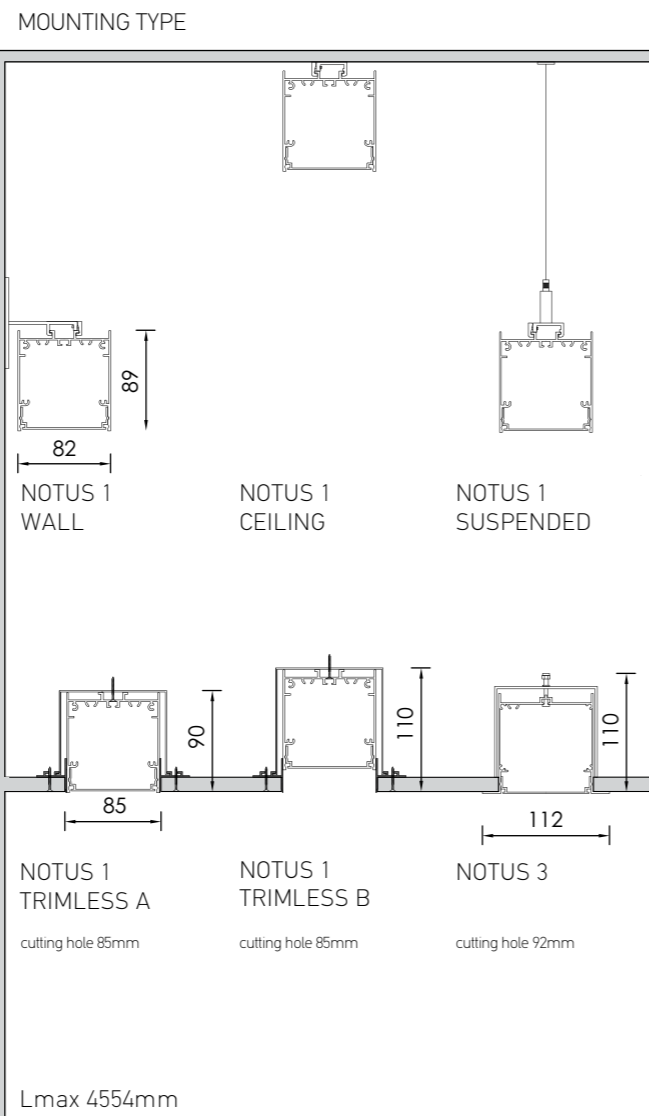 MOUNTING TYPE
89
82
NOTUS 1
WALL
NOTUS 1
CEILING
NOTUS 1
SUSPENDED
90
85
110
110
112
NOTUS 1
TRIMLESS A
cutting hole 85mm
NOTUS 1
TRIMLESS B
cutting hole 85mm
NOTUS 3
cutting hole 92mm
Lmax 4554mm